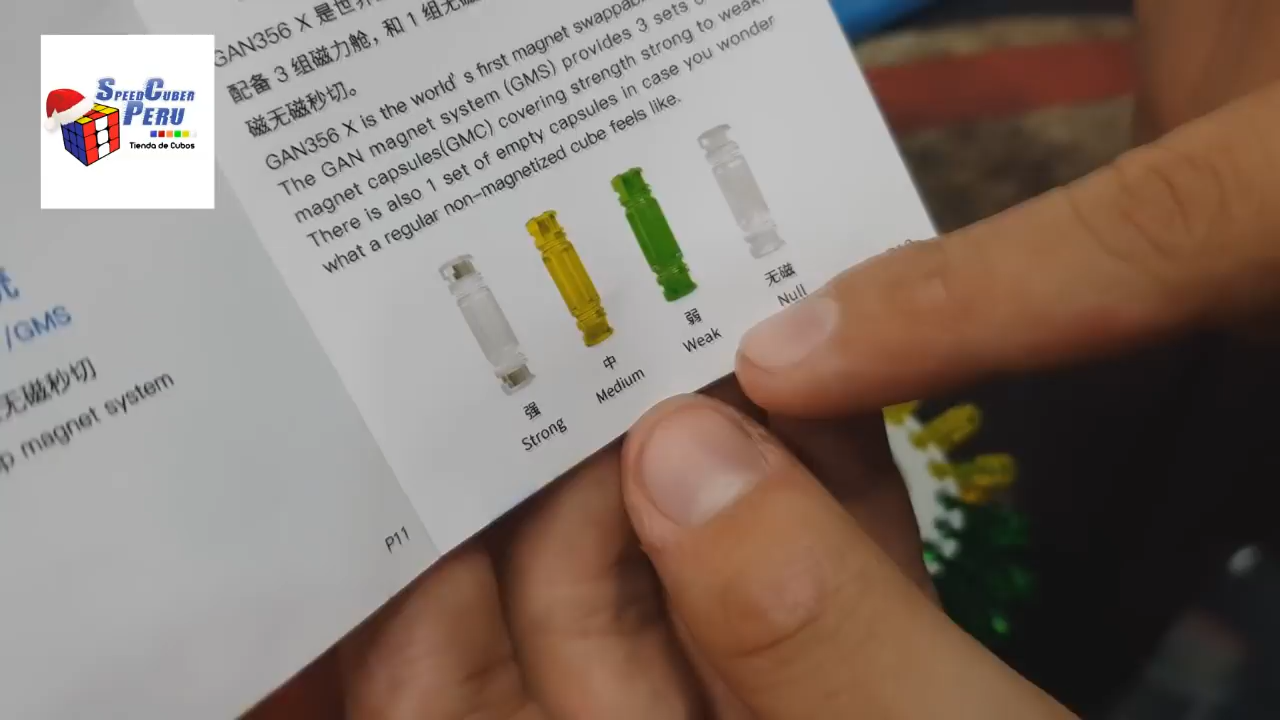 SPEEDCUBER
PERU
Tienda de Cubos
GAN356 X 是世界
配备 3 组磁力舱，和 1 组无磁
磁无磁秒切。
GAN356 X is the world's first magnet swappable
The GAN magnet system (GMS) provides 3 sets
magnet capsules(GMC) covering strength strong to weak.
There is also 1 set of empty capsules in case you wonder
what a regular non-magnetized cube feels like.
强
Strong
中
Medium
弱
Weak
无磁
Null
P11
/GMS
无磁秒切
magnet system